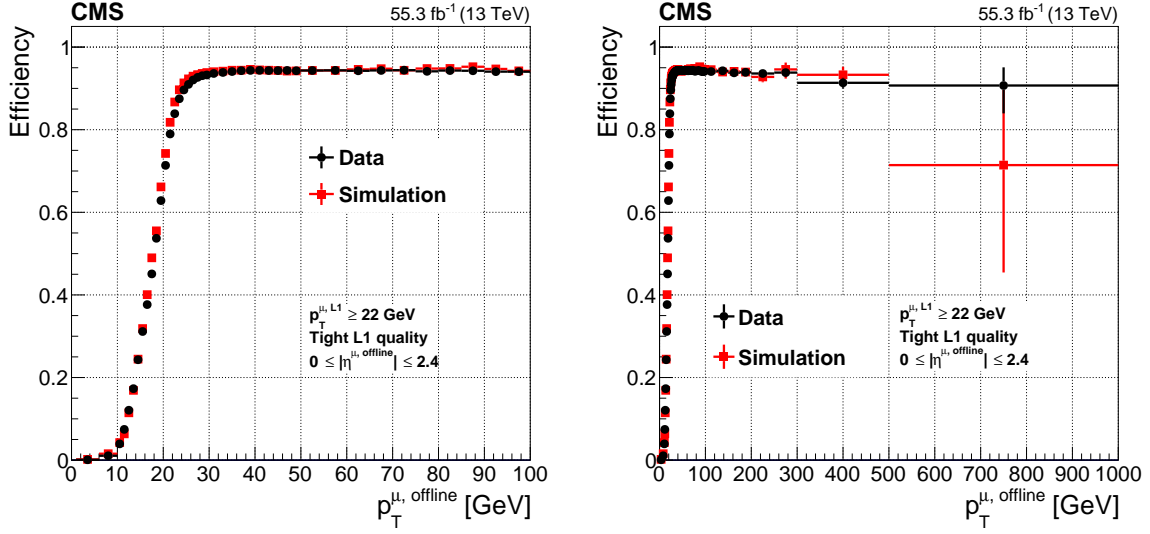 CMS
55.3 fb⁻¹ (13 TeV)
Efficiency
1
0.8
0.6
0.4
0.2
0
Data
Simulation
p_T^{μ, L1} ≥ 22 GeV
Tight L1 quality
0 ≤ |η^{μ, offline}| ≤ 2.4
0 10 20 30 40 50 60 70 80 90 100
p_T^{μ, offline} [GeV]
CMS
55.3 fb⁻¹ (13 TeV)
Efficiency
1
0.8
0.6
0.4
0.2
0
Data
Simulation
p_T^{μ, L1} ≥ 22 GeV
Tight L1 quality
0 ≤ |η^{μ, offline}| ≤ 2.4
0 100 200 300 400 500 600 700 800 900 1000
p_T^{μ, offline} [GeV]